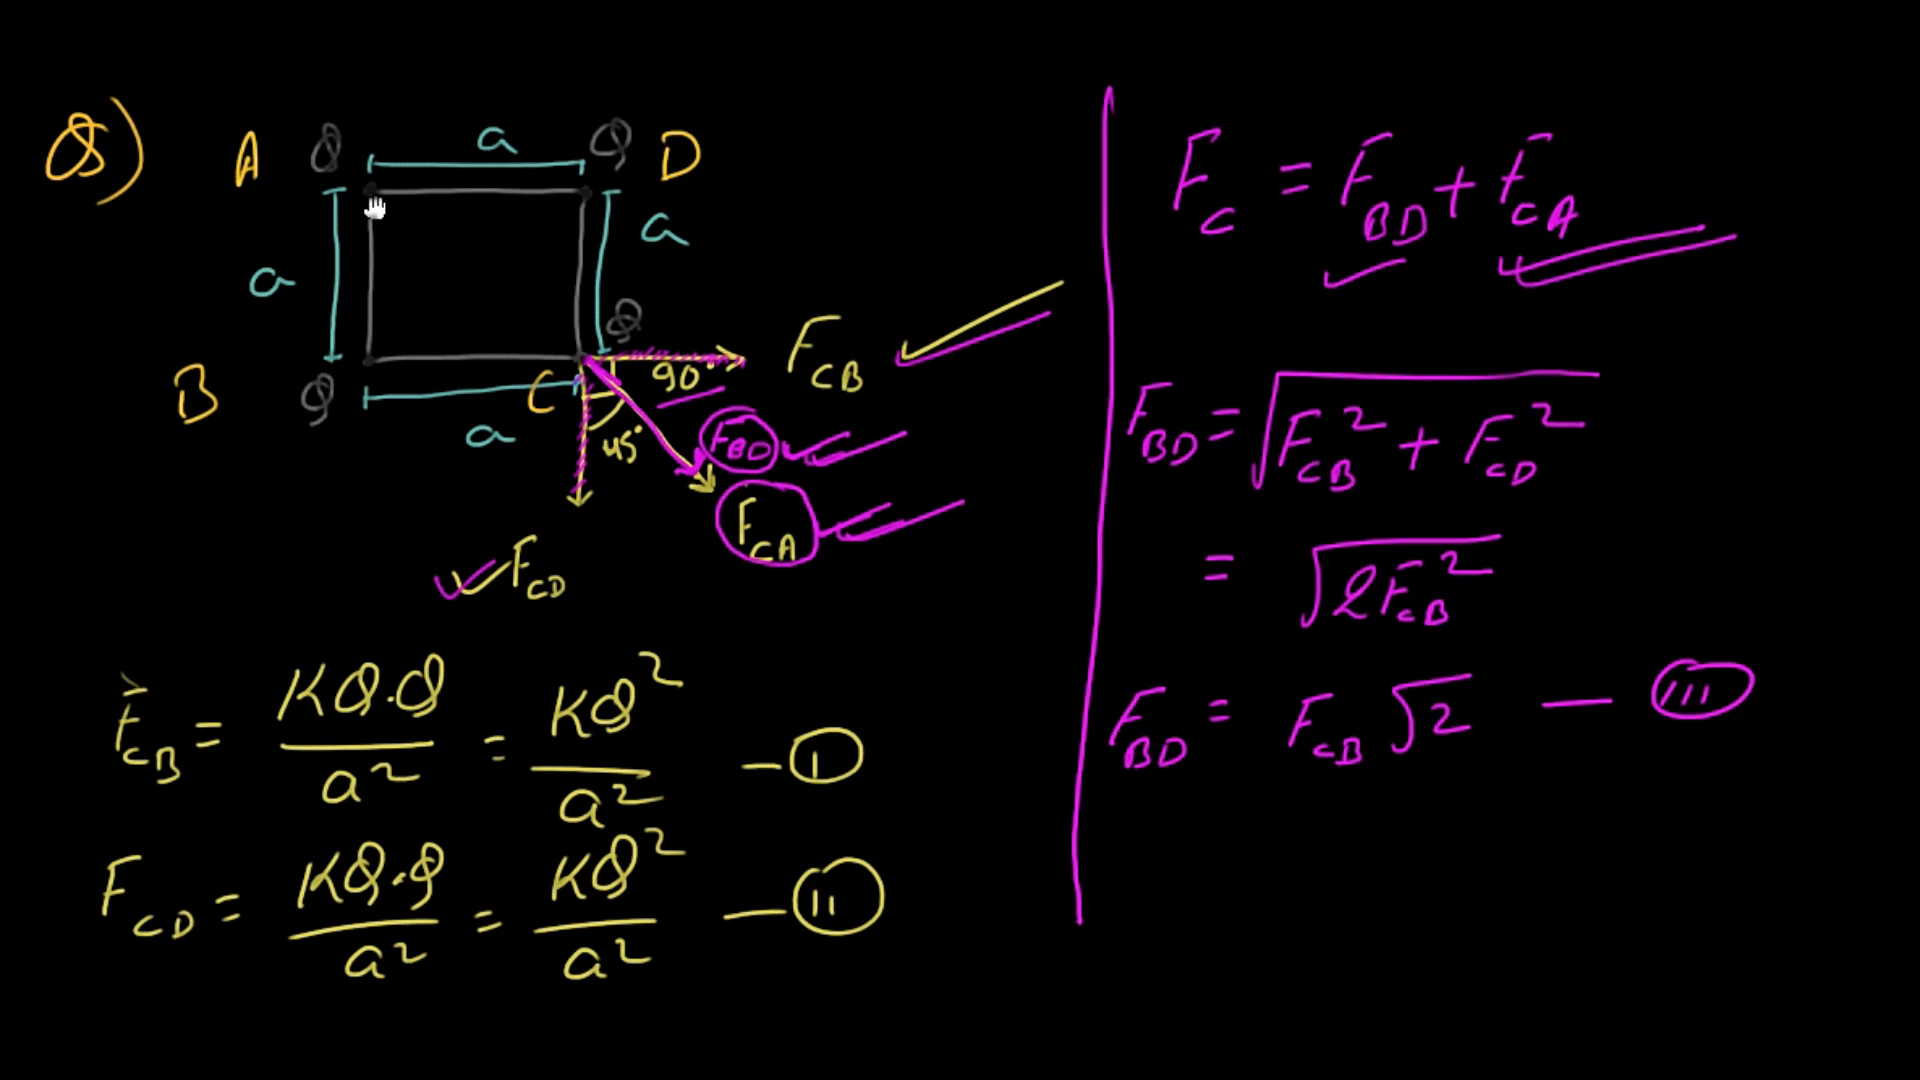 Q)
A Q a Q D
a a
Q
B Q C 90° F_CB
a 45° F_BD
F_CA
F_CD
F_CB = KQ.Q / a² = KQ² / a² — I
F_CD = KQ.Q / a² = KQ² / a² — II
F_C = F_BD + F_CA
F_BD = √(F_CB² + F_CD²)
= √(2F_CB²)
F_BD = F_CB √2 — III